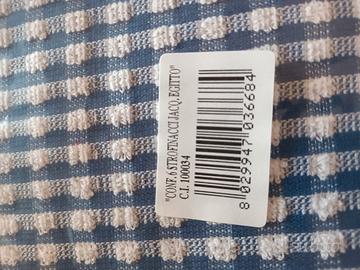 "CONF. 6 STROFINACCI JACQ. EGITTO"
C.I. 100034
8 029947 036684